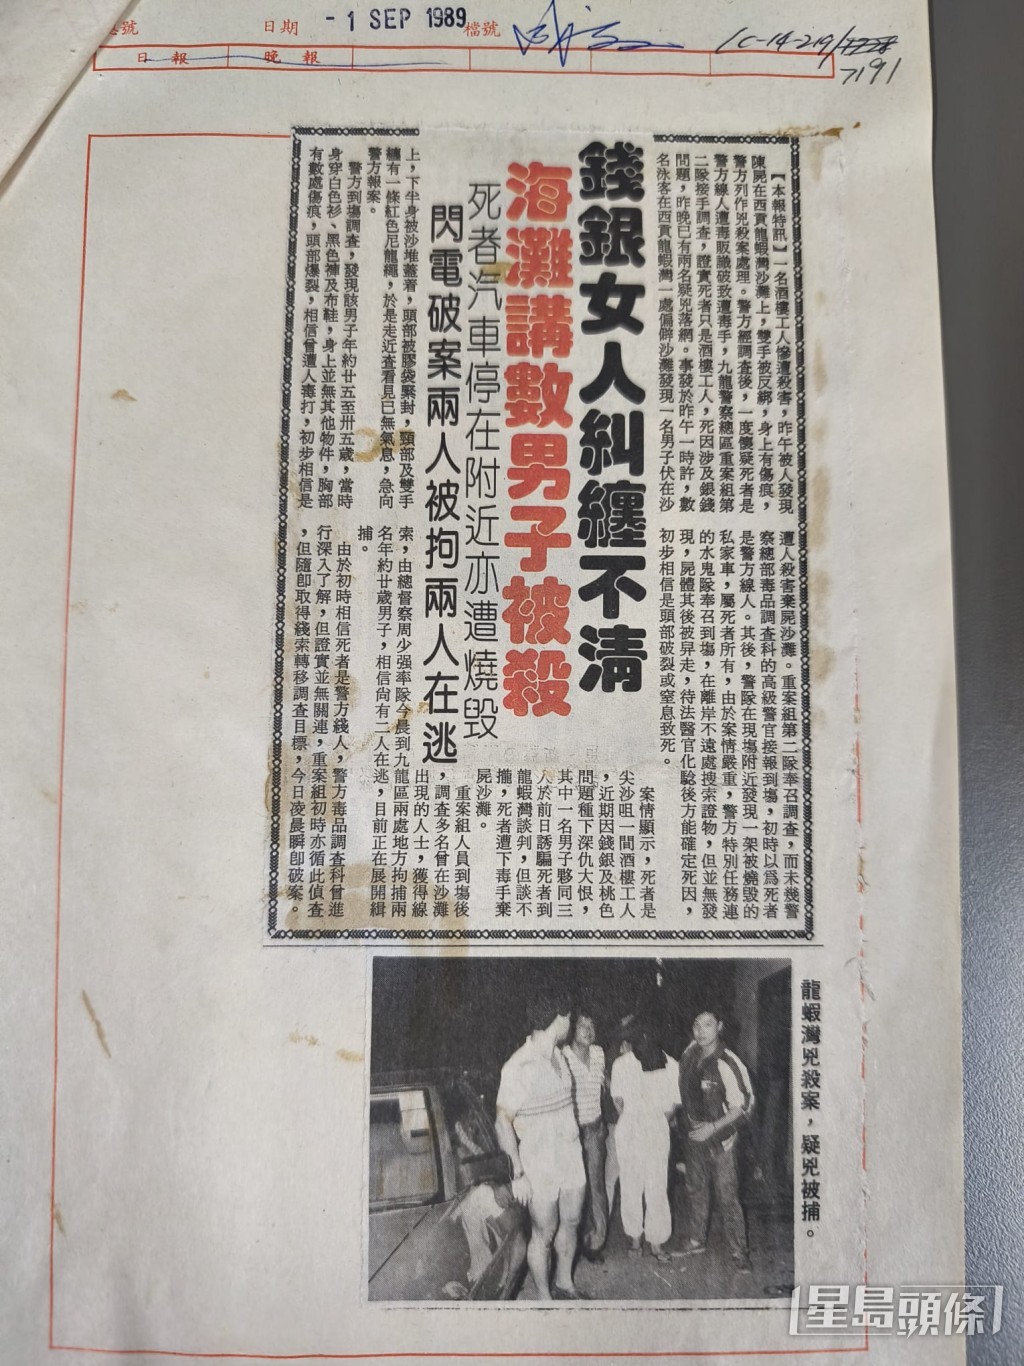 日期
- 1 SEP 1989
檔號
1C-14-219/
7191
日報
晚報
錢銀女人糾纏不清
海灘講數男子被殺
死者汽車停在附近亦遭燒毀
閃電破案兩人被拘兩人在逃
【本報特訊】一名酒樓工人慘遭殺害，昨午被人發現
陳屍在西貢龍蝦灣沙灘上，雙手被反綁，身上有傷痕，
警方列作兇殺案處理。警方經調查後，一度懷疑死者是
警方線人遭毒販識破致遭毒手，九龍警察總區重案組第
二隊接手調查，證實死者只是酒樓工人，死因涉及銀錢
問題，昨晚已有兩名疑兇落網。事發於昨午一時許，數
名泳客在西貢龍蝦灣一處偏僻沙灘發現一名男子伏在沙
上，下半身被沙堆蓋着，頭部被膠袋緊封，頸部及雙手
纏有一條紅色尼龍繩，於是走近查看見已無氣息，急向
警方報案。
警方到場調查，發現該男子年約廿五至卅五歲，當時
身穿白色衫、黑色褲及布鞋，身上並無其他物件，胸部
有數處傷痕，頭部爆裂，相信曾遭人毒打，初步相信是
遭人殺害棄屍沙灘。重案組第二隊奉召調查，而未幾警
察總部毒品調查科的高級警官接報到場，初時以爲死者
是警方線人。其後，警隊在現場附近發現一架被燒毀的
私家車，屬死者所有，由於案情嚴重，警方特別任務連
的水鬼隊奉召到場，在離岸不遠處搜索證物，但並無發
現，屍體其後被舁走，待法醫官化驗後方能確定死因，
初步相信是頭部破裂或窒息致死。
案情顯示，死者是
尖沙咀一間酒樓工人
，近期因錢銀及桃色
問題種下深仇大恨，
其中一名男子夥同三
人於前日誘騙死者到
龍蝦灣談判，但談不
攏，死者遭下毒手棄
屍沙灘。
重案組人員到場後
，調查多名曾在沙灘
出現的人士，獲得線
索，由總督察周少强率隊今晨到九龍區兩處地方拘捕兩
名年約廿歲男子，相信尚有二人在逃，目前正在展開緝
捕。
由於初時相信死者是警方綫人，警方毒品調查科曾進
行深入了解，但證實並無關連，重案組初時亦循此偵查
，但隨卽取得綫索轉移調查目標，今日凌晨瞬卽破案。
龍蝦灣兇殺案，疑兇被捕。
星島頭條